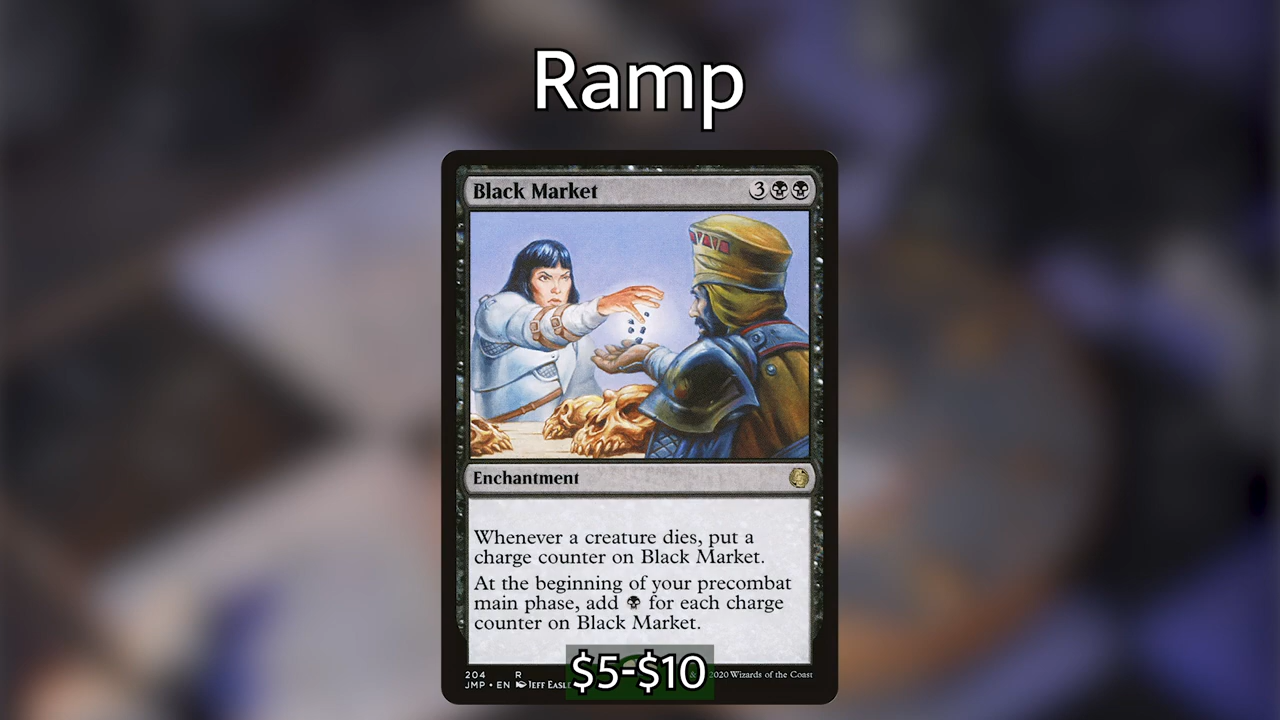 Ramp
Black Market
3
Enchantment
Whenever a creature dies, put a
charge counter on Black Market.
At the beginning of your precombat
main phase, add for each charge
counter on Black Market.
$5-$10
204 R
JMP • EN JEFF
& 2020 Wizards of the Coast